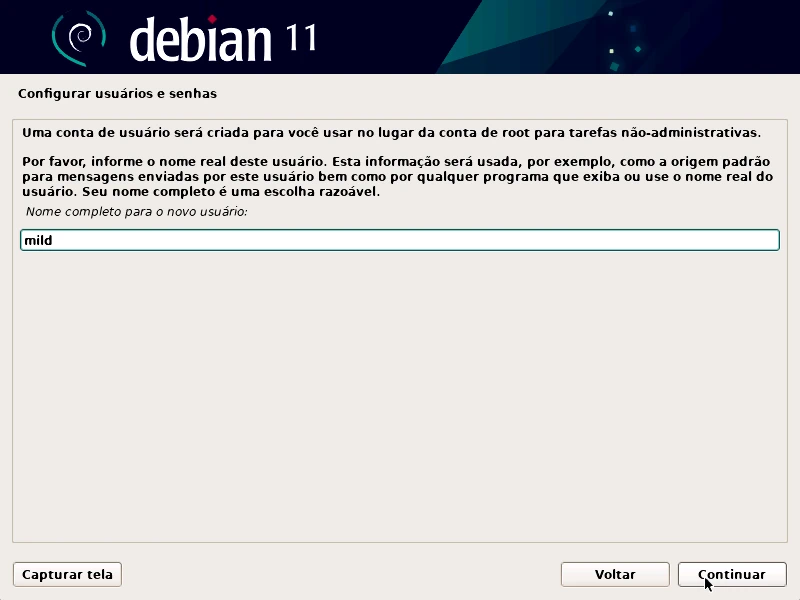 debian 11
Configurar usuários e senhas
Uma conta de usuário será criada para você usar no lugar da conta de root para tarefas não-administrativas.
Por favor, informe o nome real deste usuário. Esta informação será usada, por exemplo, como a origem padrão
para mensagens enviadas por este usuário bem como por qualquer programa que exiba ou use o nome real do
usuário. Seu nome completo é uma escolha razoável.
Nome completo para o novo usuário:
mild
Capturar tela
Voltar
Continuar